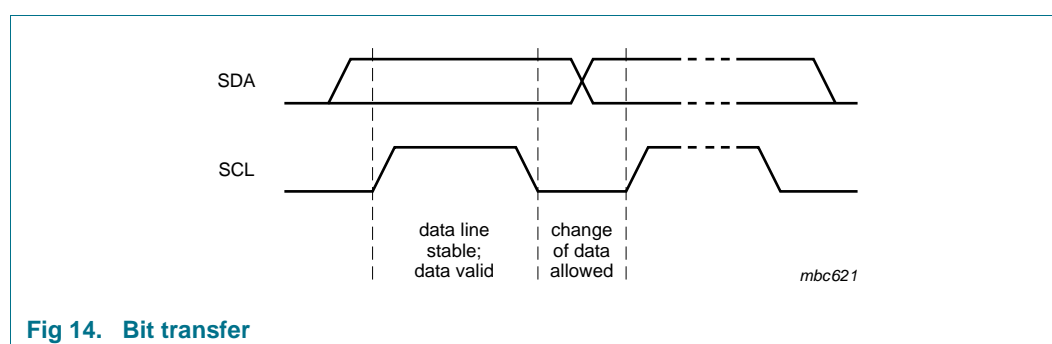 SDA
SCL
data line
stable;
data valid
change
of data
allowed
mbc621
Fig 14. Bit transfer